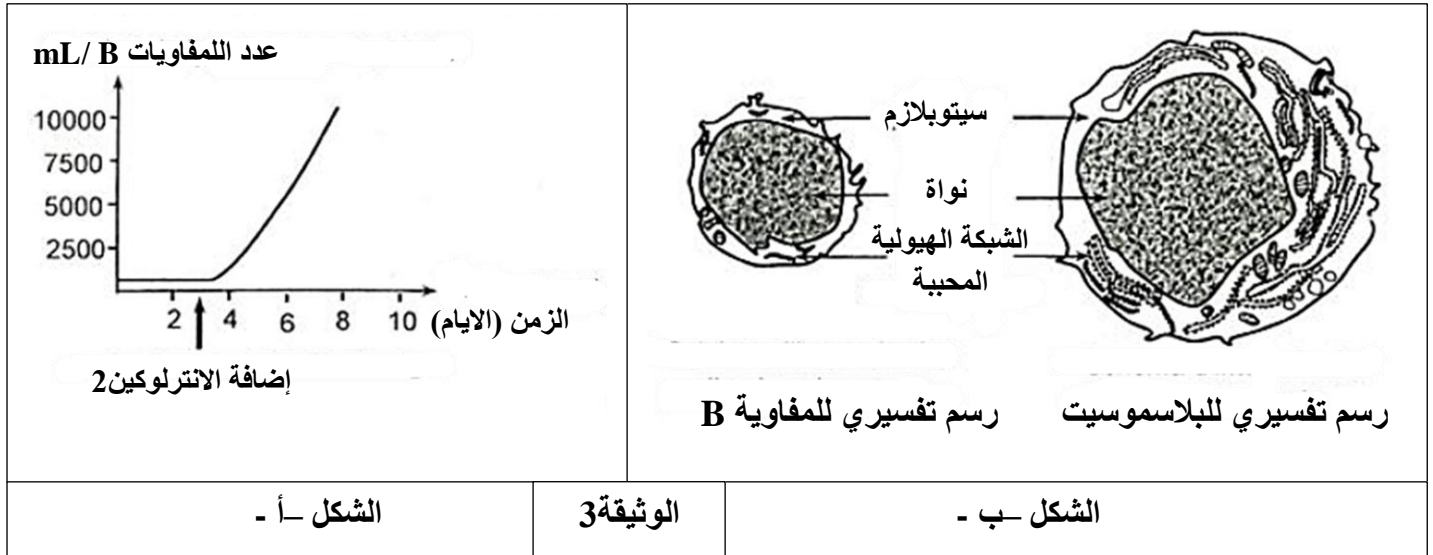 عدد اللمفاويات mL/ B
10000
7500
5000
2500
2 4 6 8 10
الزمن (الايام)
إضافة الانترلوكين2
سيتوبلازم
نواة
الشبكة الهيولية
المحببة
رسم تفسيري للمفاوية B
رسم تفسيري للبلاسموسيت
الشكل –أ -
الوثيقة3
الشكل –ب -